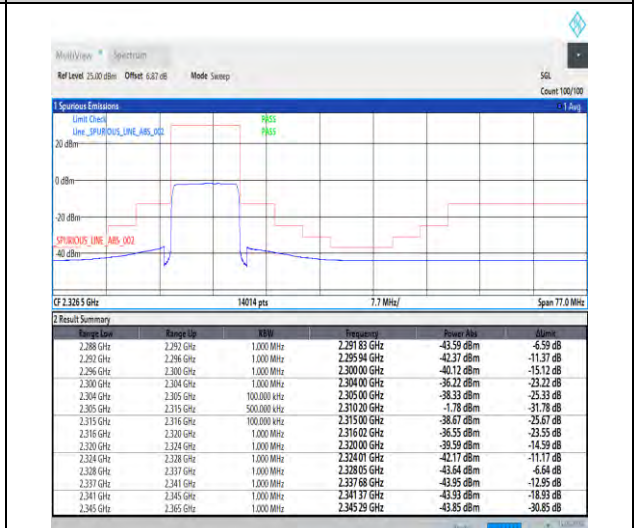 MultiView Spectrum
Ref Level 25.00 dBm Offset 6.87 dB Mode Sweep SGL
Count 100/100
1 Spurious Emissions 1 Avg
Limit Check PASS
Line _SPURIOUS_LINE_ABS_002 PASS
20 dBm
0 dBm
-20 dBm
_SPURIOUS_LINE_ABS_002
-40 dBm
CF 2.326 5 GHz 14014 pts 7.7 MHz/ Span 77.0 MHz
2 Result Summary
Range Low Range Up RBW Frequency Power Abs ΔLimit
2.288 GHz 2.292 GHz 1.000 MHz 2.291 83 GHz -43.59 dBm -6.59 dB
2.292 GHz 2.296 GHz 1.000 MHz 2.295 94 GHz -42.37 dBm -11.37 dB
2.296 GHz 2.300 GHz 1.000 MHz 2.300 00 GHz -40.12 dBm -15.12 dB
2.300 GHz 2.304 GHz 1.000 MHz 2.304 00 GHz -36.22 dBm -23.22 dB
2.304 GHz 2.305 GHz 100.000 kHz 2.305 00 GHz -38.33 dBm -25.33 dB
2.305 GHz 2.315 GHz 500.000 kHz 2.310 20 GHz -1.78 dBm -31.78 dB
2.315 GHz 2.316 GHz 100.000 kHz 2.315 00 GHz -38.67 dBm -25.67 dB
2.316 GHz 2.320 GHz 1.000 MHz 2.316 02 GHz -36.55 dBm -23.55 dB
2.320 GHz 2.324 GHz 1.000 MHz 2.320 00 GHz -39.59 dBm -14.59 dB
2.324 GHz 2.328 GHz 1.000 MHz 2.324 01 GHz -42.17 dBm -11.17 dB
2.328 GHz 2.337 GHz 1.000 MHz 2.328 05 GHz -43.64 dBm -6.64 dB
2.337 GHz 2.341 GHz 1.000 MHz 2.337 68 GHz -43.95 dBm -12.95 dB
2.341 GHz 2.345 GHz 1.000 MHz 2.341 37 GHz -43.93 dBm -18.93 dB
2.345 GHz 2.365 GHz 1.000 MHz 2.345 29 GHz -43.85 dBm -30.85 dB